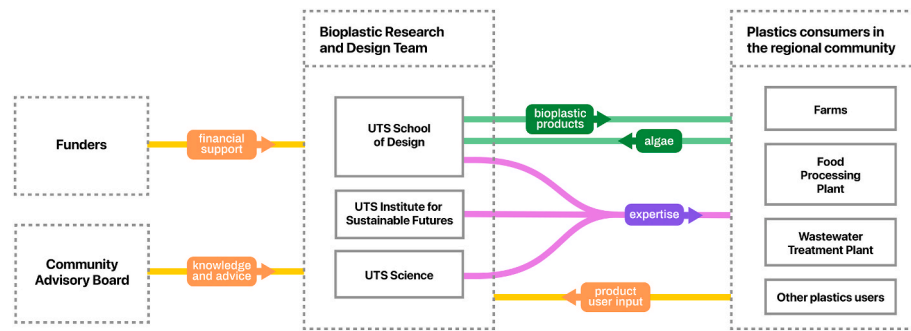 Bioplastic Research
and Design Team
Plastics consumers in
the regional community
Funders
financial
support
Community
Advisory Board
knowledge
and advice
UTS School
of Design
UTS Institute for
Sustainable Futures
UTS Science
bioplastic
products
algae
expertise
product
user input
Farms
Food
Processing
Plant
Wastewater
Treatment Plant
Other plastics users